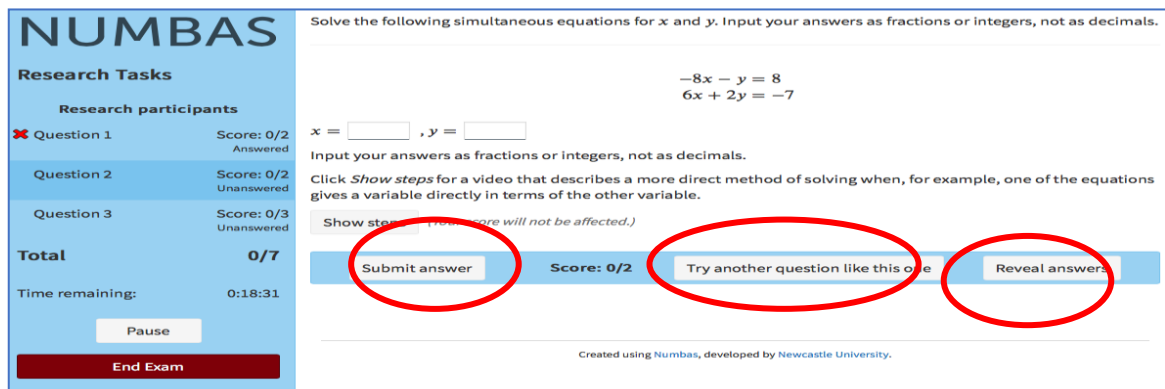 NUMBAS
Research Tasks
Research participants
Question 1 Score: 0/2
Answered
Question 2 Score: 0/2
Unanswered
Question 3 Score: 0/3
Unanswered
Total 0/7
Time remaining: 0:18:31
Pause
End Exam
Solve the following simultaneous equations for x and y. Input your answers as fractions or integers, not as decimals.
−8x − y = 8
6x + 2y = −7
x = , y =
Input your answers as fractions or integers, not as decimals.
Click Show steps for a video that describes a more direct method of solving when, for example, one of the equations
gives a variable directly in terms of the other variable.
Show steps (Your score will not be affected.)
Submit answer Score: 0/2 Try another question like this one Reveal answers
Created using Numbas, developed by Newcastle University.